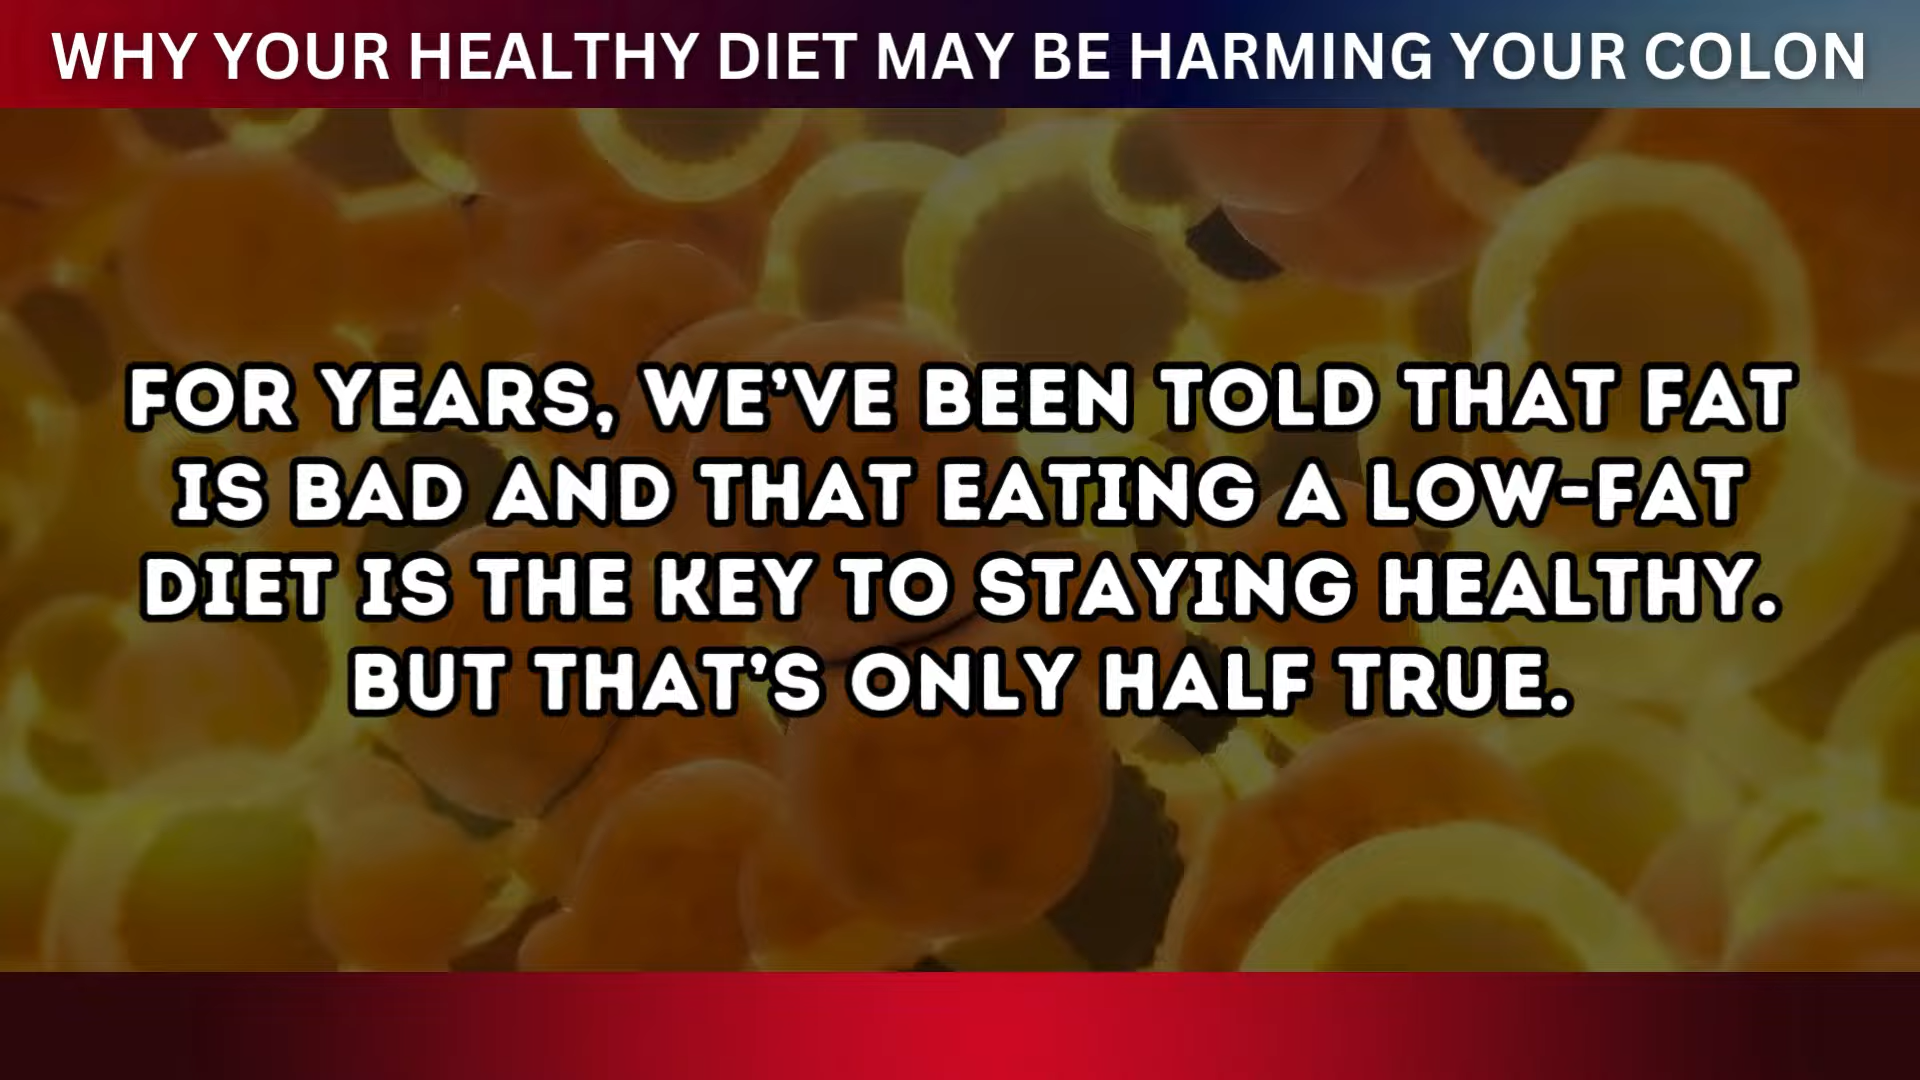 WHY YOUR HEALTHY DIET MAY BE HARMING YOUR COLON
FOR YEARS, WE'VE BEEN TOLD THAT FAT
IS BAD AND THAT EATING A LOW-FAT
DIET IS THE KEY TO STAYING HEALTHY.
BUT THAT'S ONLY HALF TRUE.